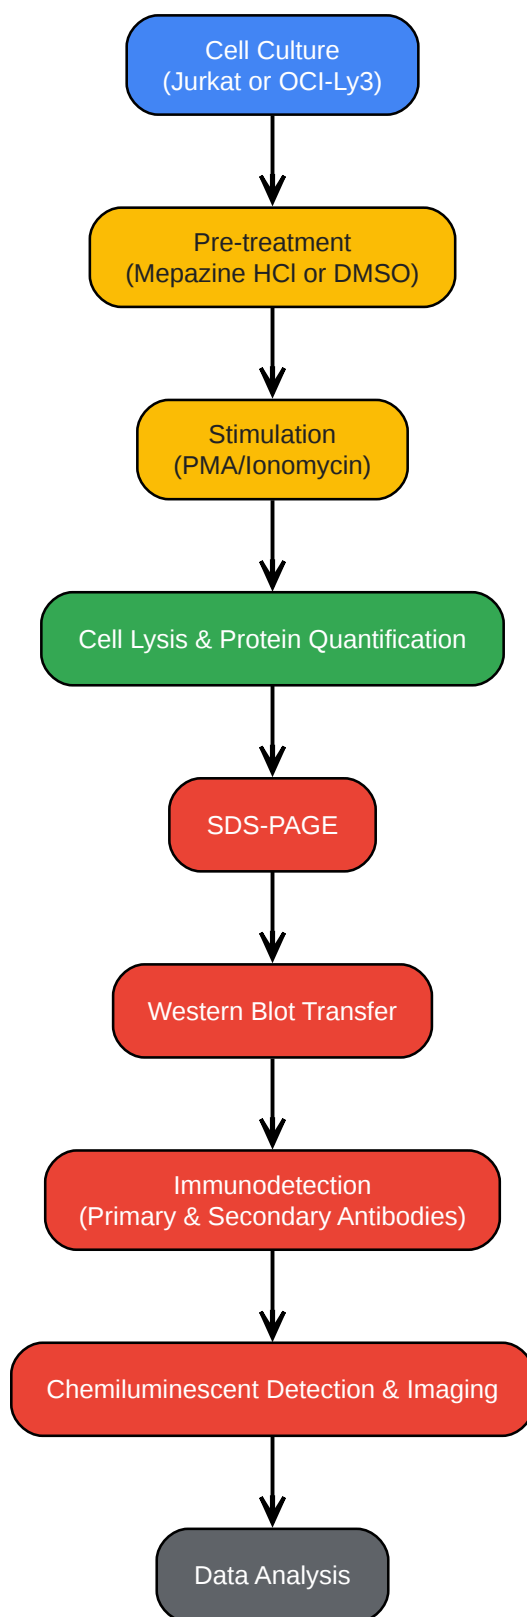 Cell Culture
(Jurkat or OCI-Ly3)
Pre-treatment
(Mepazine HCl or DMSO)
Stimulation
(PMA/Ionomycin)
Cell Lysis & Protein Quantification
SDS-PAGE
Western Blot Transfer
Immunodetection
(Primary & Secondary Antibodies)
Chemiluminescent Detection & Imaging
Data Analysis